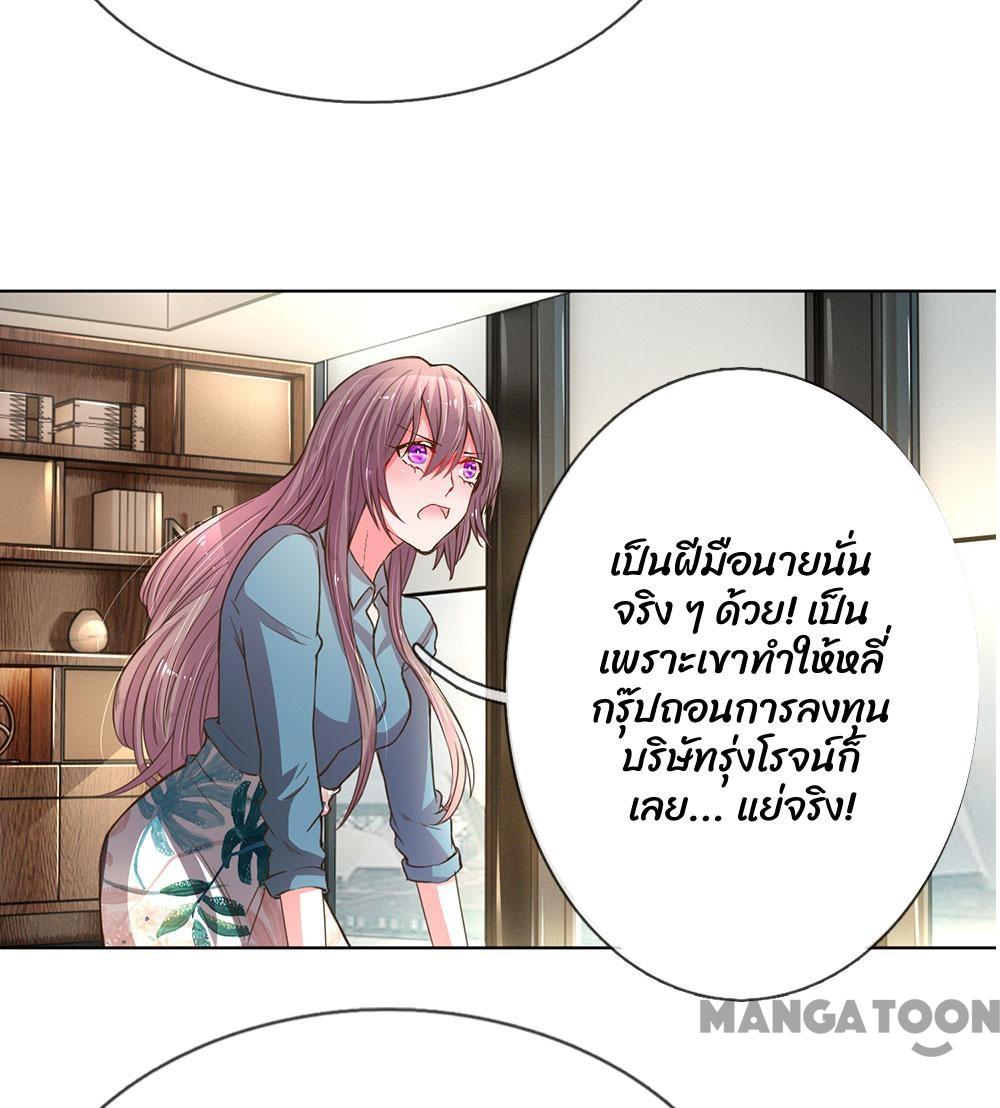 เป็นฝีมือนายนั่น
จริง ๆ ด้วย! เป็น
เพราะเขาทำให้หลี่
กรุ๊ปถอนการลงทุน
บริษัทรุ่งโรจน์ก็
เลย... แย่จริง!
MANGATOON